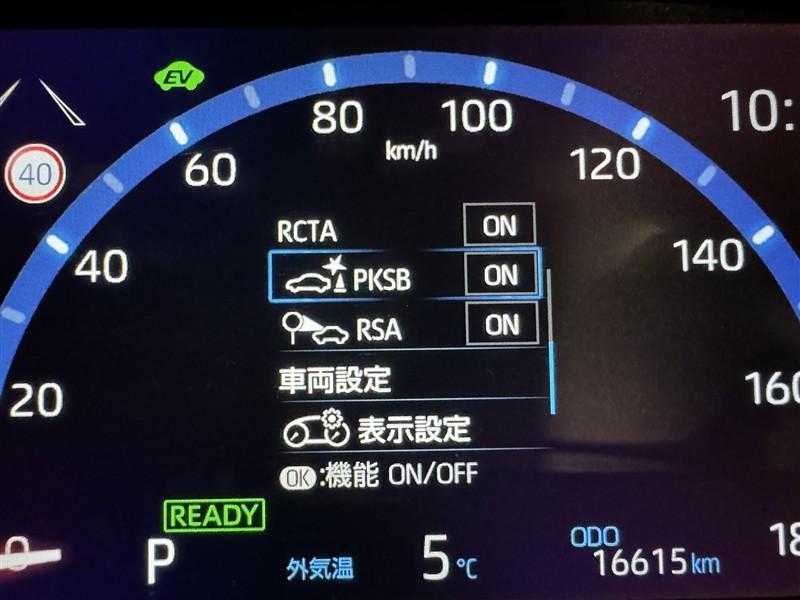 EV
80
100
10:
km/h
40
60
120
RCTA ON
40
140
PKSB ON
RSA ON
20
車両設定
160
表示設定
OK:機能 ON/OFF
READY
0
P
外気温 5℃
ODO
16615km
18